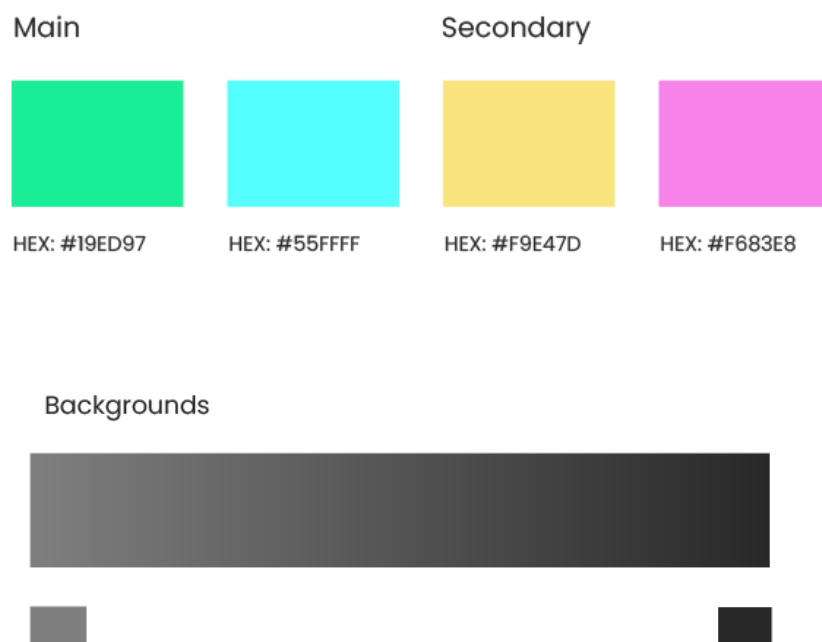 Main
Secondary
HEX: #19ED97
HEX: #55FFFF
HEX: #F9E47D
HEX: #F683E8
Backgrounds